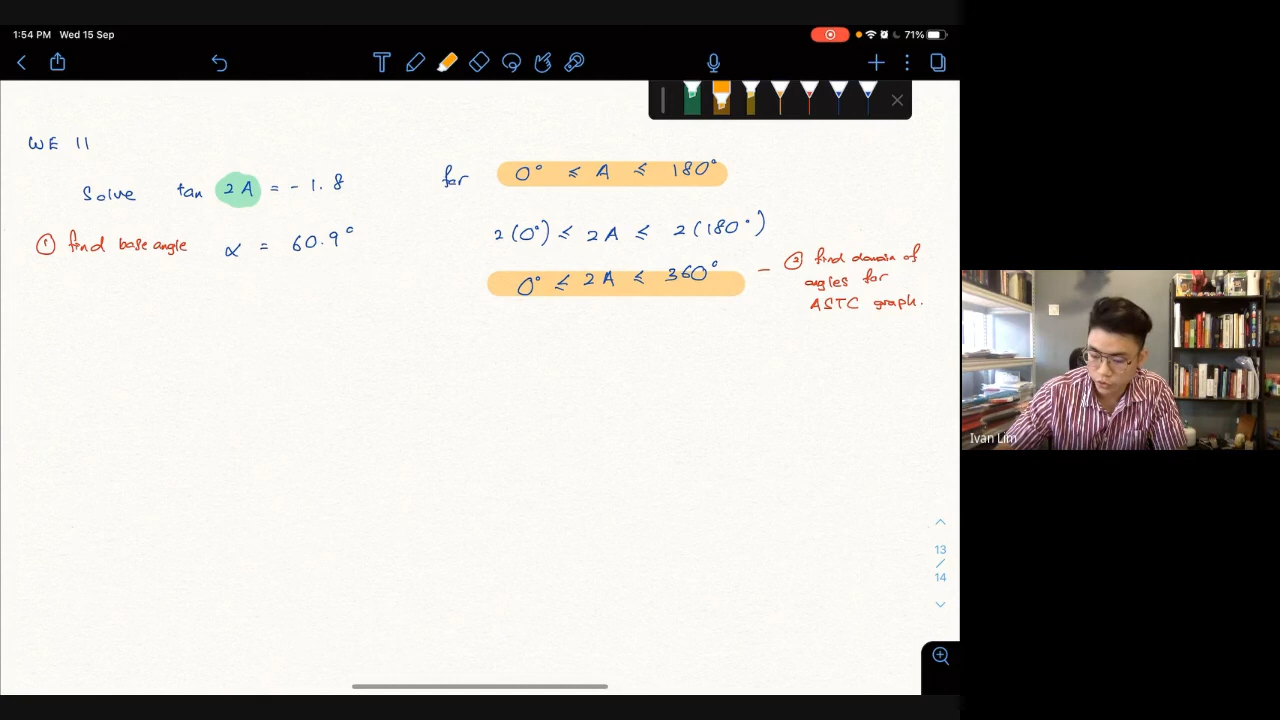 1:54 PM Wed 15 Sep
71%
WE 11
Solve tan 2A = - 1.8 for 0° ≤ A ≤ 180°
① find base angle α = 60.9°
2(0°) ≤ 2A ≤ 2(180°)
0° ≤ 2A ≤ 360° — ② find domain of
angles for
ASTC graph.
Ivan Lim
13
/
14